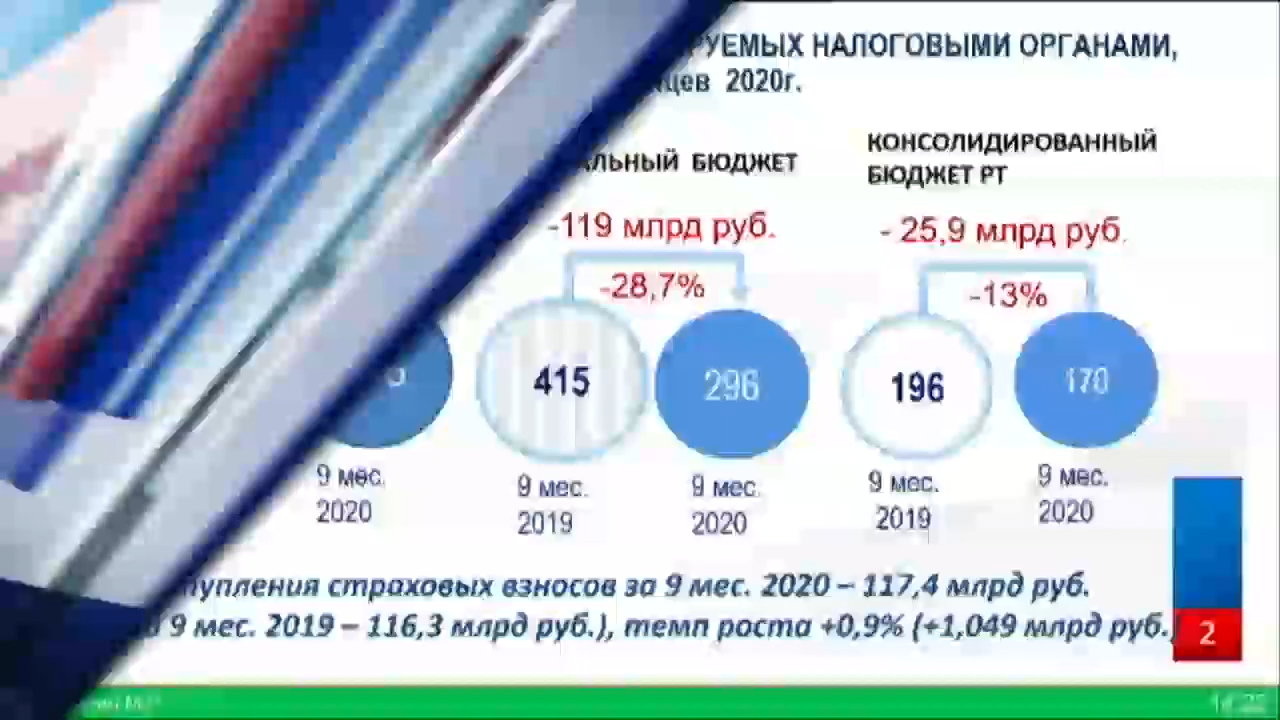 РУЕМЫХ НАЛОГОВЫМИ ОРГАНАМИ,
цев 2020г.
АЛЬНЫЙ БЮДЖЕТ
КОНСОЛИДИРОВАННЫЙ
БЮДЖЕТ РТ
-119 млрд руб.
- 25,9 млрд руб.
-28,7%
-13%
415
296
196
170
9 мес.
2020
9 мес.
2019
9 мес.
2020
9 мес.
2019
9 мес.
2020
тупления страховых взносов за 9 мес. 2020 – 117,4 млрд руб.
9 мес. 2019 – 116,3 млрд руб.), темп роста +0,9% (+1,049 млрд руб.)
2